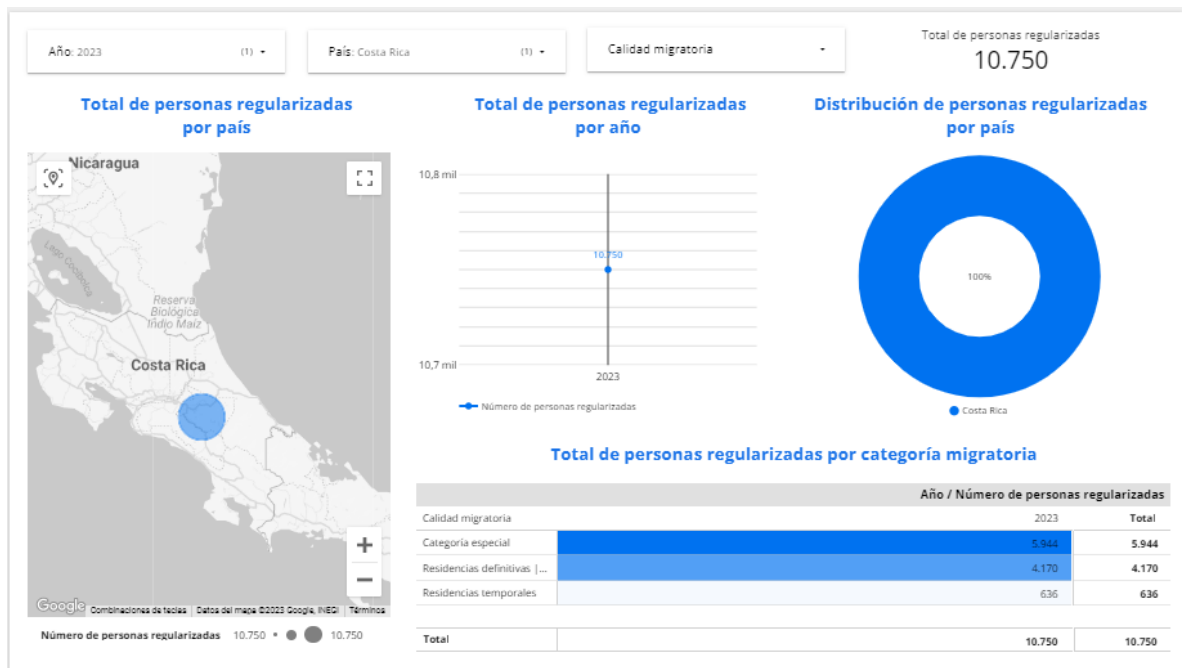 Año: 2023 (1)
País: Costa Rica (1)
Calidad migratoria
Total de personas regularizadas
10.750
Total de personas regularizadas
por país
Nicaragua
Lago Cocibolca
Reserva
Biológica
Indio Maíz
Costa Rica
Google
Combinaciones de teclas
Datos del mapa ©2023 Google, INEGI
Términos
Número de personas regularizadas 10.750 10.750
Total de personas regularizadas
por año
10,8 mil
10.750
10,7 mil
2023
Número de personas regularizadas
Distribución de personas regularizadas
por país
100%
Costa Rica
Total de personas regularizadas por categoría migratoria
Año / Número de personas regularizadas
Calidad migratoria 2023 Total
Categoría especial 5.944 5.944
Residencias definitivas |... 4.170 4.170
Residencias temporales 636 636
Total 10.750 10.750